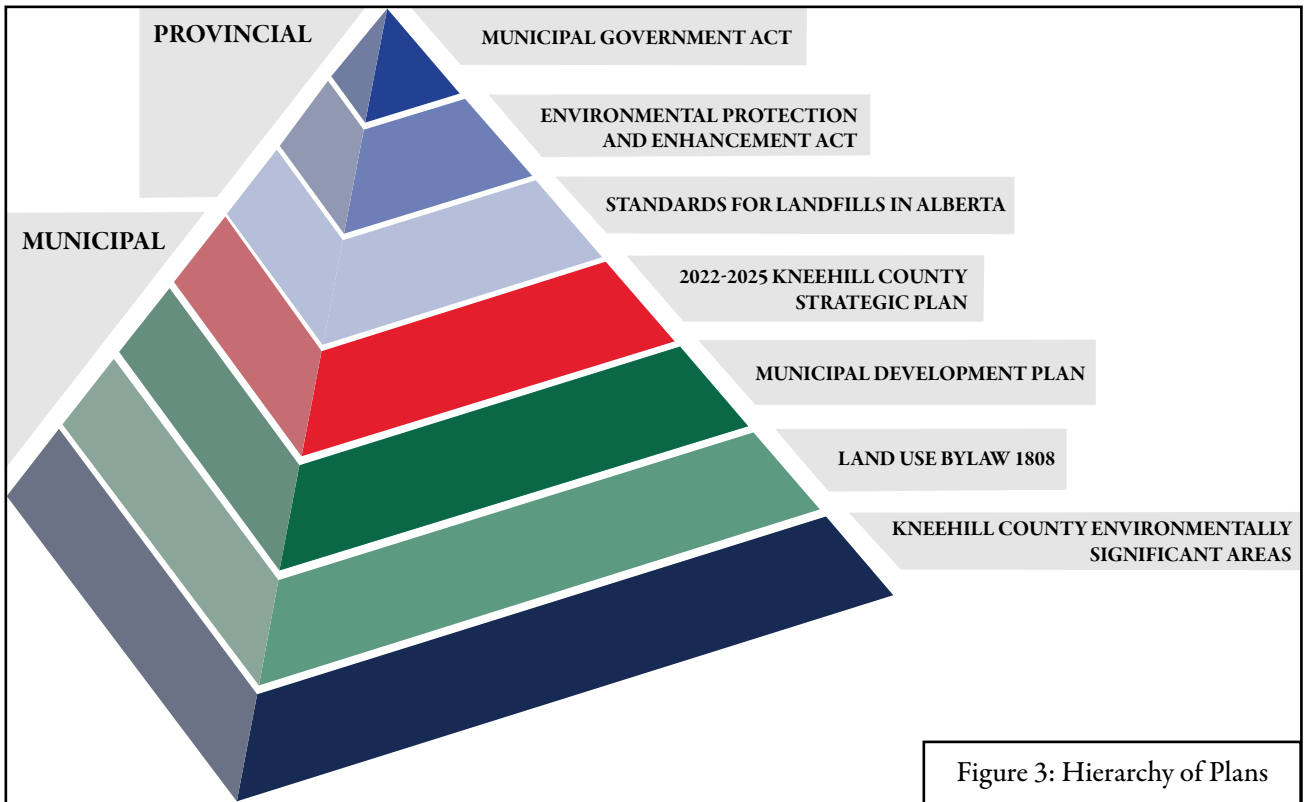 PROVINCIAL
MUNICIPAL GOVERNMENT ACT
ENVIRONMENTAL PROTECTION
AND ENHANCEMENT ACT
STANDARDS FOR LANDFILLS IN ALBERTA
MUNICIPAL
2022-2025 KNEEHILL COUNTY
STRATEGIC PLAN
MUNICIPAL DEVELOPMENT PLAN
LAND USE BYLAW 1808
KNEEHILL COUNTY ENVIRONMENTALLY
SIGNIFICANT AREAS
Figure 3: Hierarchy of Plans